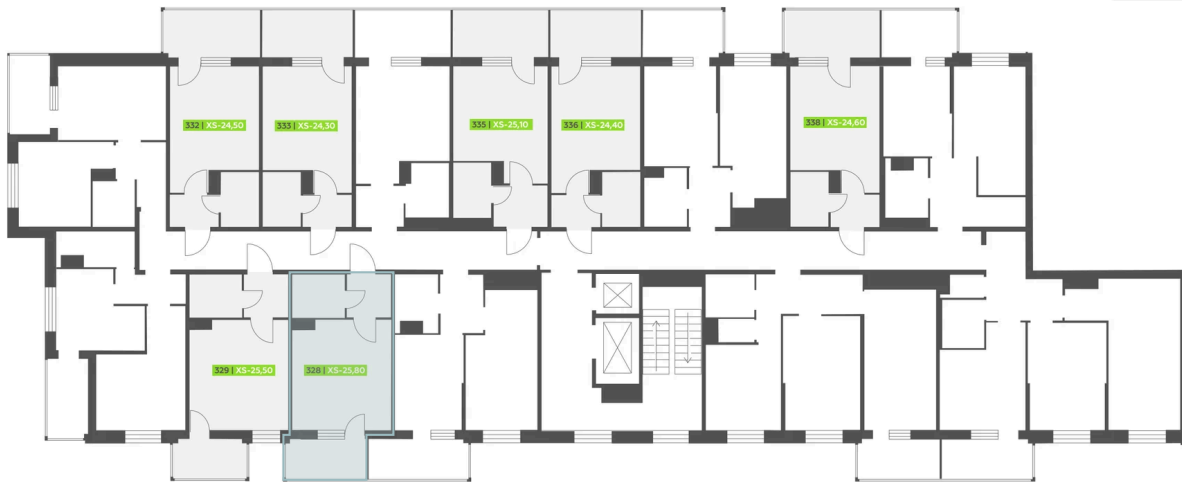 332 | XS-24,50
333 | XS-24,30
335 | XS-25,10
336 | XS-24,40
338 | XS-24,60
329 | XS-25,50
328 | XS-25,80